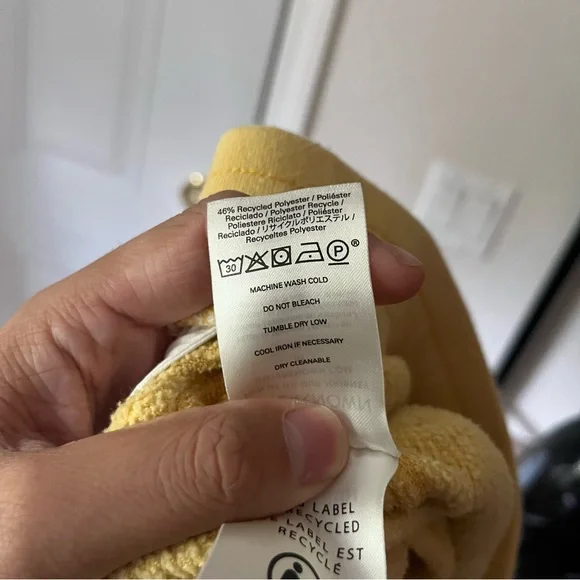 46% Recycled Polyester / Poliéster
Reciclado / Polyester Recycle /
Poliestere Riciclato / Poliester
Reciclado / リサイクルポリエステル /
Recyceltes Polyester
30 P ®
MACHINE WASH COLD
DO NOT BLEACH
TUMBLE DRY LOW
COOL IRON IF NECESSARY
DRY CLEANABLE
LABEL
RECYCLED
LABEL EST
RECYCLÉ